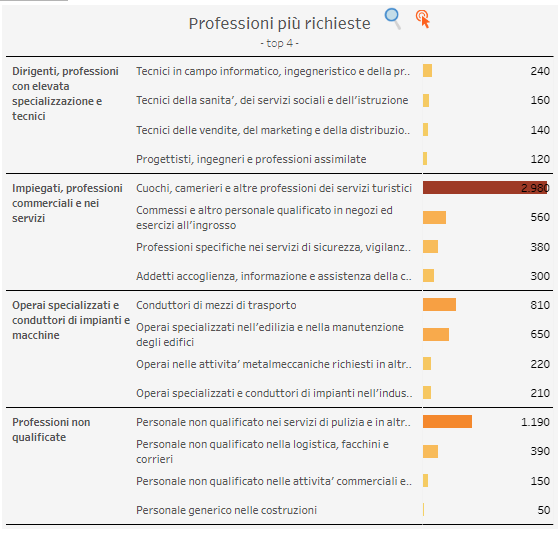 Professioni più richieste
- top 4 -
Dirigenti, professioni
con elevata
specializzazione e
tecnici
Tecnici in campo informatico, ingegneristico e della pr..
240
Tecnici della sanita’, dei servizi sociali e dell’istruzione
160
Tecnici delle vendite, del marketing e della distribuzio..
140
Progettisti, ingegneri e professioni assimilate
120
Impiegati, professioni
commerciali e nei
servizi
Cuochi, camerieri e altre professioni dei servizi turistici
2.980
Commessi e altro personale qualificato in negozi ed
esercizi all’ingrosso
560
Professioni specifiche nei servizi di sicurezza, vigilanz..
380
Addetti accoglienza, informazione e assistenza della c..
300
Operai specializzati e
conduttori di impianti e
macchine
Conduttori di mezzi di trasporto
810
Operai specializzati nell’edilizia e nella manutenzione
degli edifici
650
Operai nelle attivita’ metalmeccaniche richiesti in altr..
220
Operai specializzati e conduttori di impianti nell’indus..
210
Professioni non
qualificate
Personale non qualificato nei servizi di pulizia e in altr..
1.190
Personale non qualificato nella logistica, facchini e
corrieri
390
Personale non qualificato nelle attivita’ commerciali e..
150
Personale generico nelle costruzioni
50